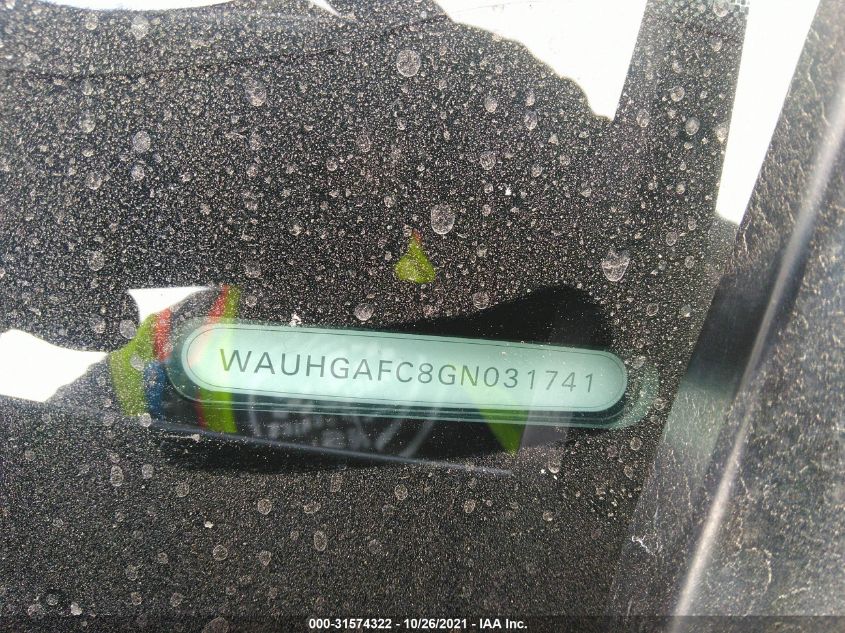 WAUHGAFC8GN031741
000-31574322 - 10/26/2021 - IAA Inc.